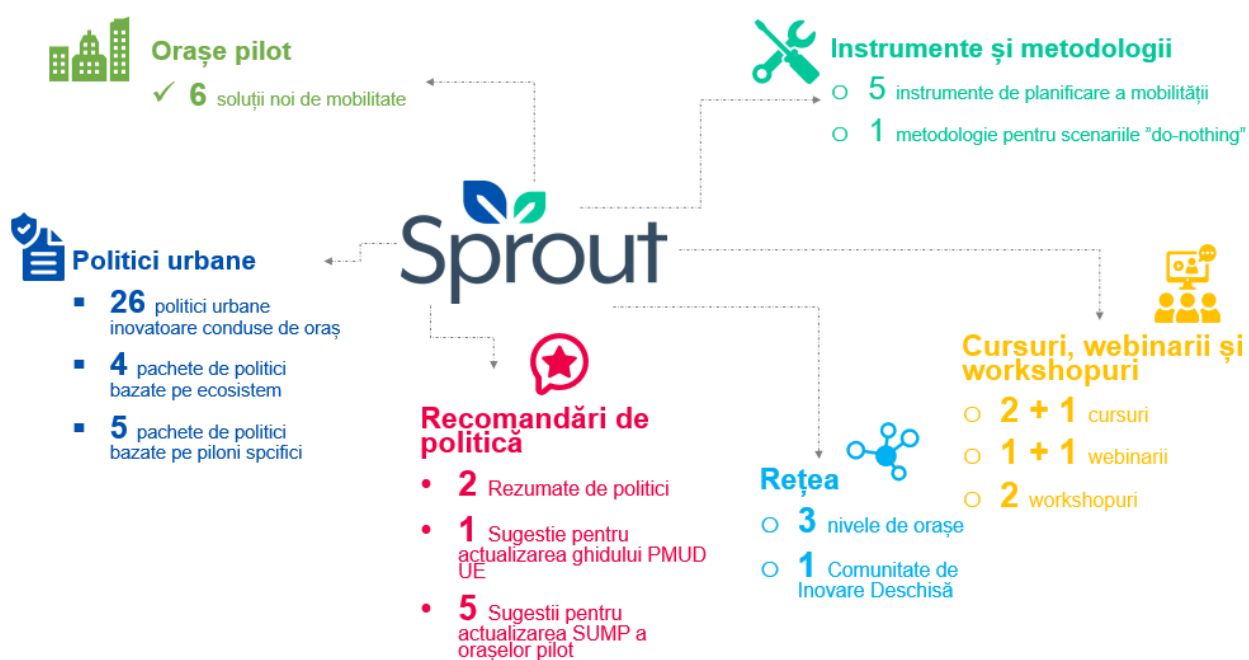 Orașe pilot
✓ 6 soluții noi de mobilitate
Instrumente și metodologii
o 5 instrumente de planificare a mobilității
o 1 metodologie pentru scenariile ”do-nothing”
Sprout
Politici urbane
▪ 26 politici urbane
inovatoare conduse de oraș
▪ 4 pachete de politici
bazate pe ecosistem
▪ 5 pachete de politici
bazate pe piloni spcifici
Recomandări de
politică
• 2 Rezumate de politici
• 1 Sugestie pentru
actualizarea ghidului PMUD
UE
• 5 Sugestii pentru
actualizarea SUMP a
orașelor pilot
Rețea
o 3 nivele de orașe
o 1 Comunitate de
Inovare Deschisă
Cursuri, webinarii și
workshopuri
o 2 + 1 cursuri
o 1 + 1 webinarii
o 2 workshopuri